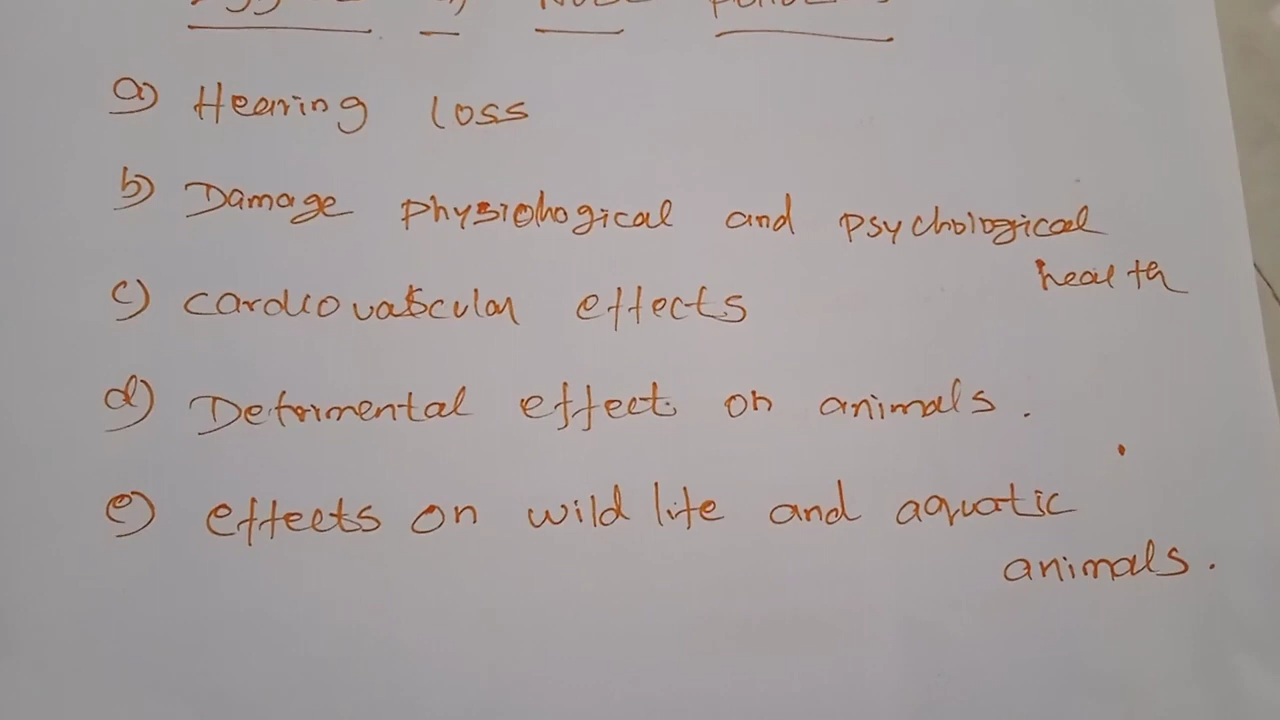 a) Hearing loss
b) Damage physiological and psychological
health
c) cardiovascular effects
d) Detrimental effect on animals.
e) effects on wild life and aquatic
animals.